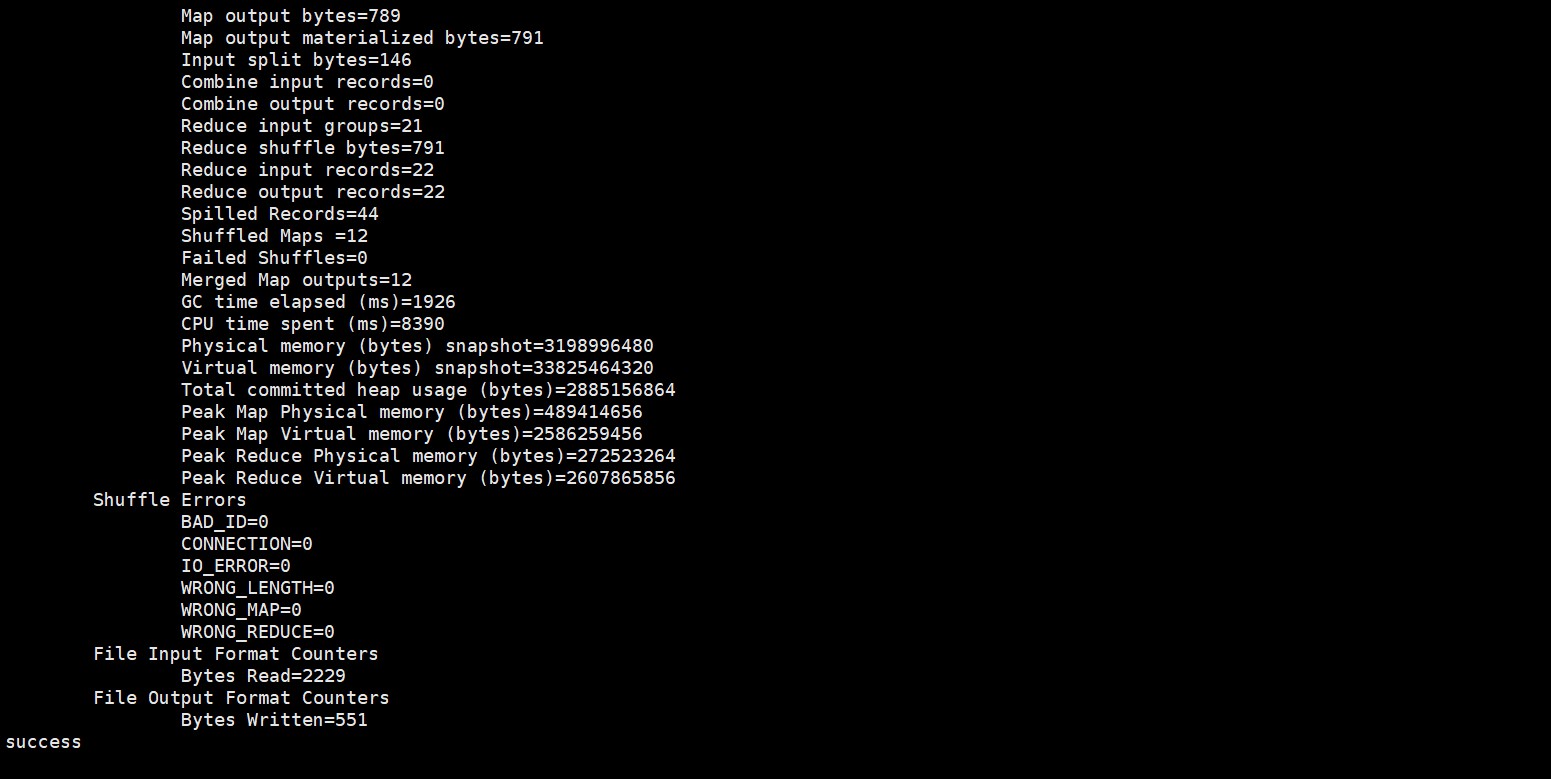 Map output bytes=789
Map output materialized bytes=791
Input split bytes=146
Combine input records=0
Combine output records=0
Reduce input groups=21
Reduce shuffle bytes=791
Reduce input records=22
Reduce output records=22
Spilled Records=44
Shuffled Maps =12
Failed Shuffles=0
Merged Map outputs=12
GC time elapsed (ms)=1926
CPU time spent (ms)=8390
Physical memory (bytes) snapshot=3198996480
Virtual memory (bytes) snapshot=33825464320
Total committed heap usage (bytes)=2885156864
Peak Map Physical memory (bytes)=489414656
Peak Map Virtual memory (bytes)=2586259456
Peak Reduce Physical memory (bytes)=272523264
Peak Reduce Virtual memory (bytes)=2607865856
Shuffle Errors
BAD_ID=0
CONNECTION=0
IO_ERROR=0
WRONG_LENGTH=0
WRONG_MAP=0
WRONG_REDUCE=0
File Input Format Counters
Bytes Read=2229
File Output Format Counters
Bytes Written=551
success